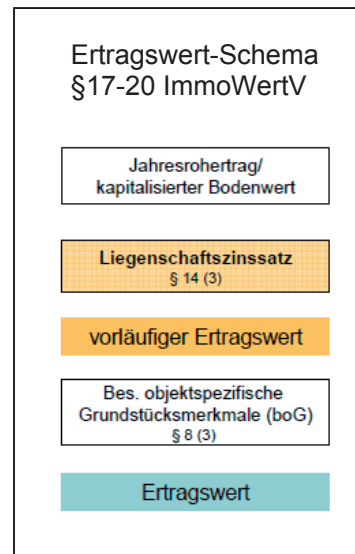 Ertragswert-Schema
§17-20 ImmoWertV
Jahresrohertrag/
kapitalisierter Bodenwert
Liegenschaftszinssatz
§ 14 (3)
vorläufiger Ertragswert
Bes. objektspezifische
Grundstücksmerkmale (boG)
§ 8 (3)
Ertragswert